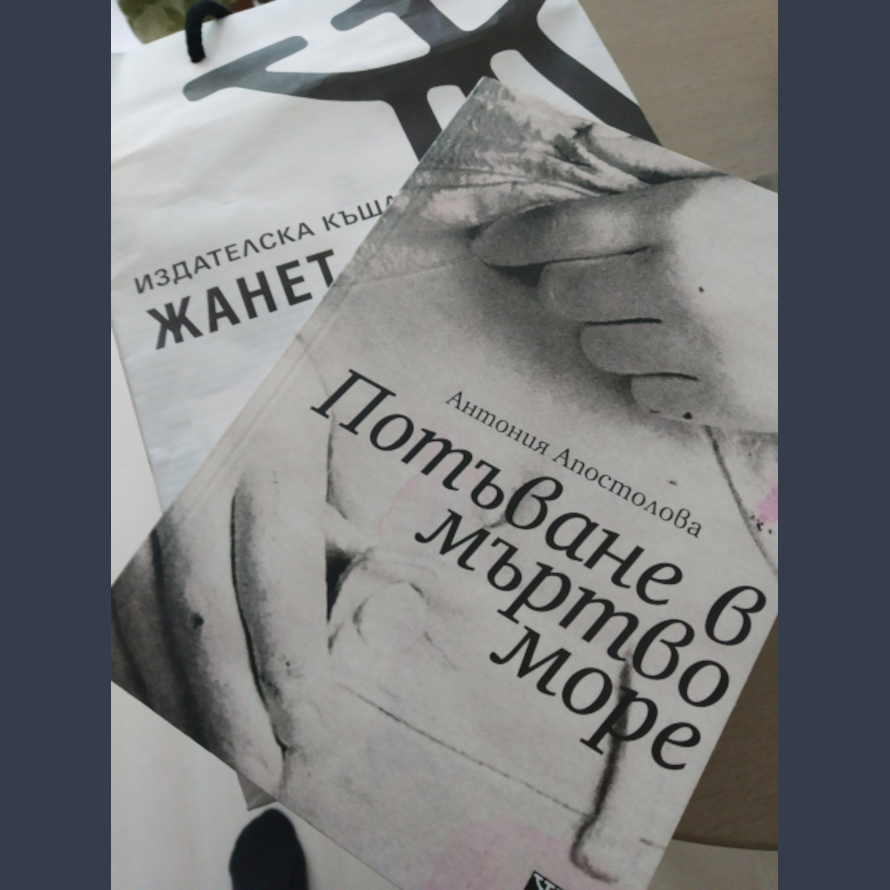 ИЗДАТЕЛСКА КЪЩА
ЖАНЕТ
Антония Апостолова
Потъване в
мъртво
море